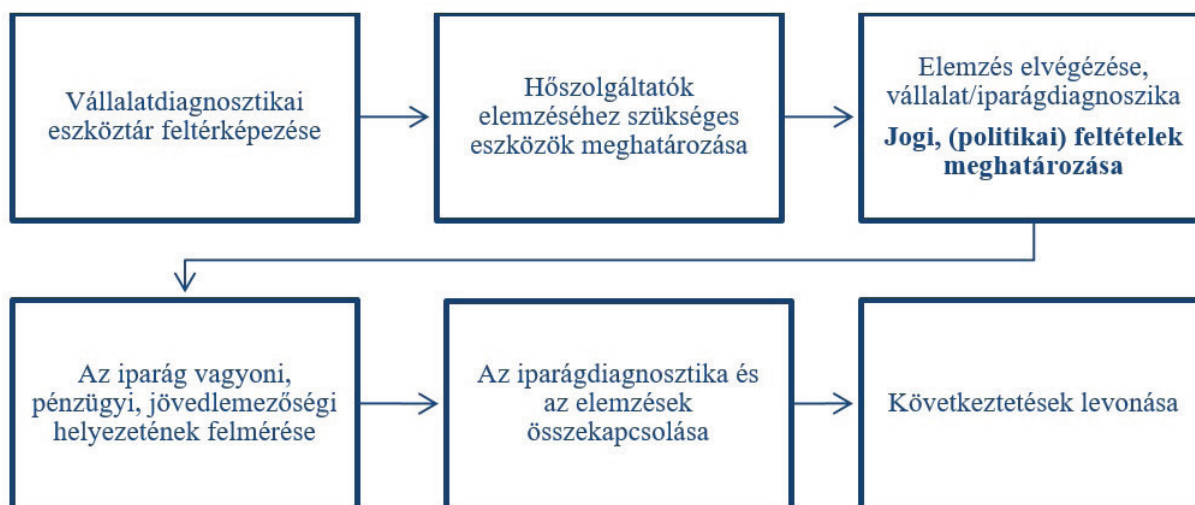 Vállalatdiagnosztikai
eszköztár feltérképezése
Hőszolgáltatók
elemzéséhez szükséges
eszközök meghatározása
Elemzés elvégézése,
vállalat/iparágdiagnoszika
Jogi, (politikai) feltételek
meghatározása
Az iparág vagyoni,
pénzügyi, jövedlemezőségi
helyezetének felmérése
Az iparágdiagnosztika és
az elemzések
összekapcsolása
Következtetések levonása